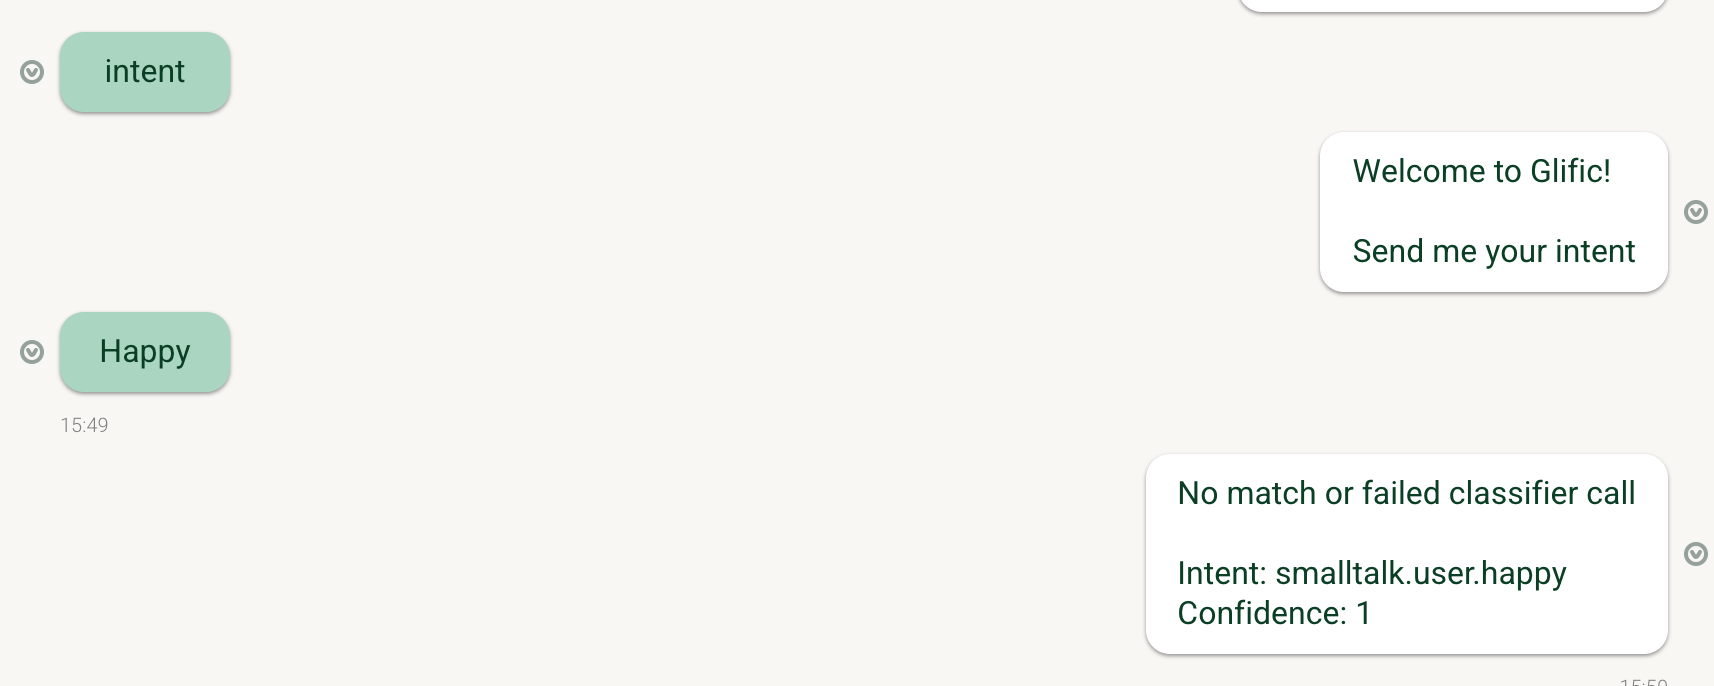 intent
Welcome to Glific!
Send me your intent
Happy
15:49
No match or failed classifier call
Intent: smalltalk.user.happy
Confidence: 1